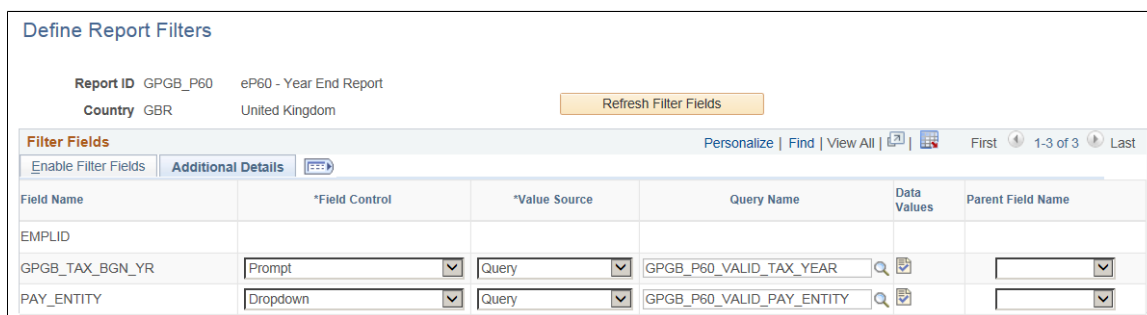 Define Report Filters
Report ID GPGB_P60 eP60 - Year End Report
Country GBR United Kingdom Refresh Filter Fields
Filter Fields Personalize | Find | View All | | First 1-3 of 3 Last
Enable Filter Fields Additional Details
Field Name *Field Control *Value Source Query Name Data Values Parent Field Name
EMPLID
GPGB_TAX_BGN_YR Prompt Query GPGB_P60_VALID_TAX_YEAR
PAY_ENTITY Dropdown Query GPGB_P60_VALID_PAY_ENTITY